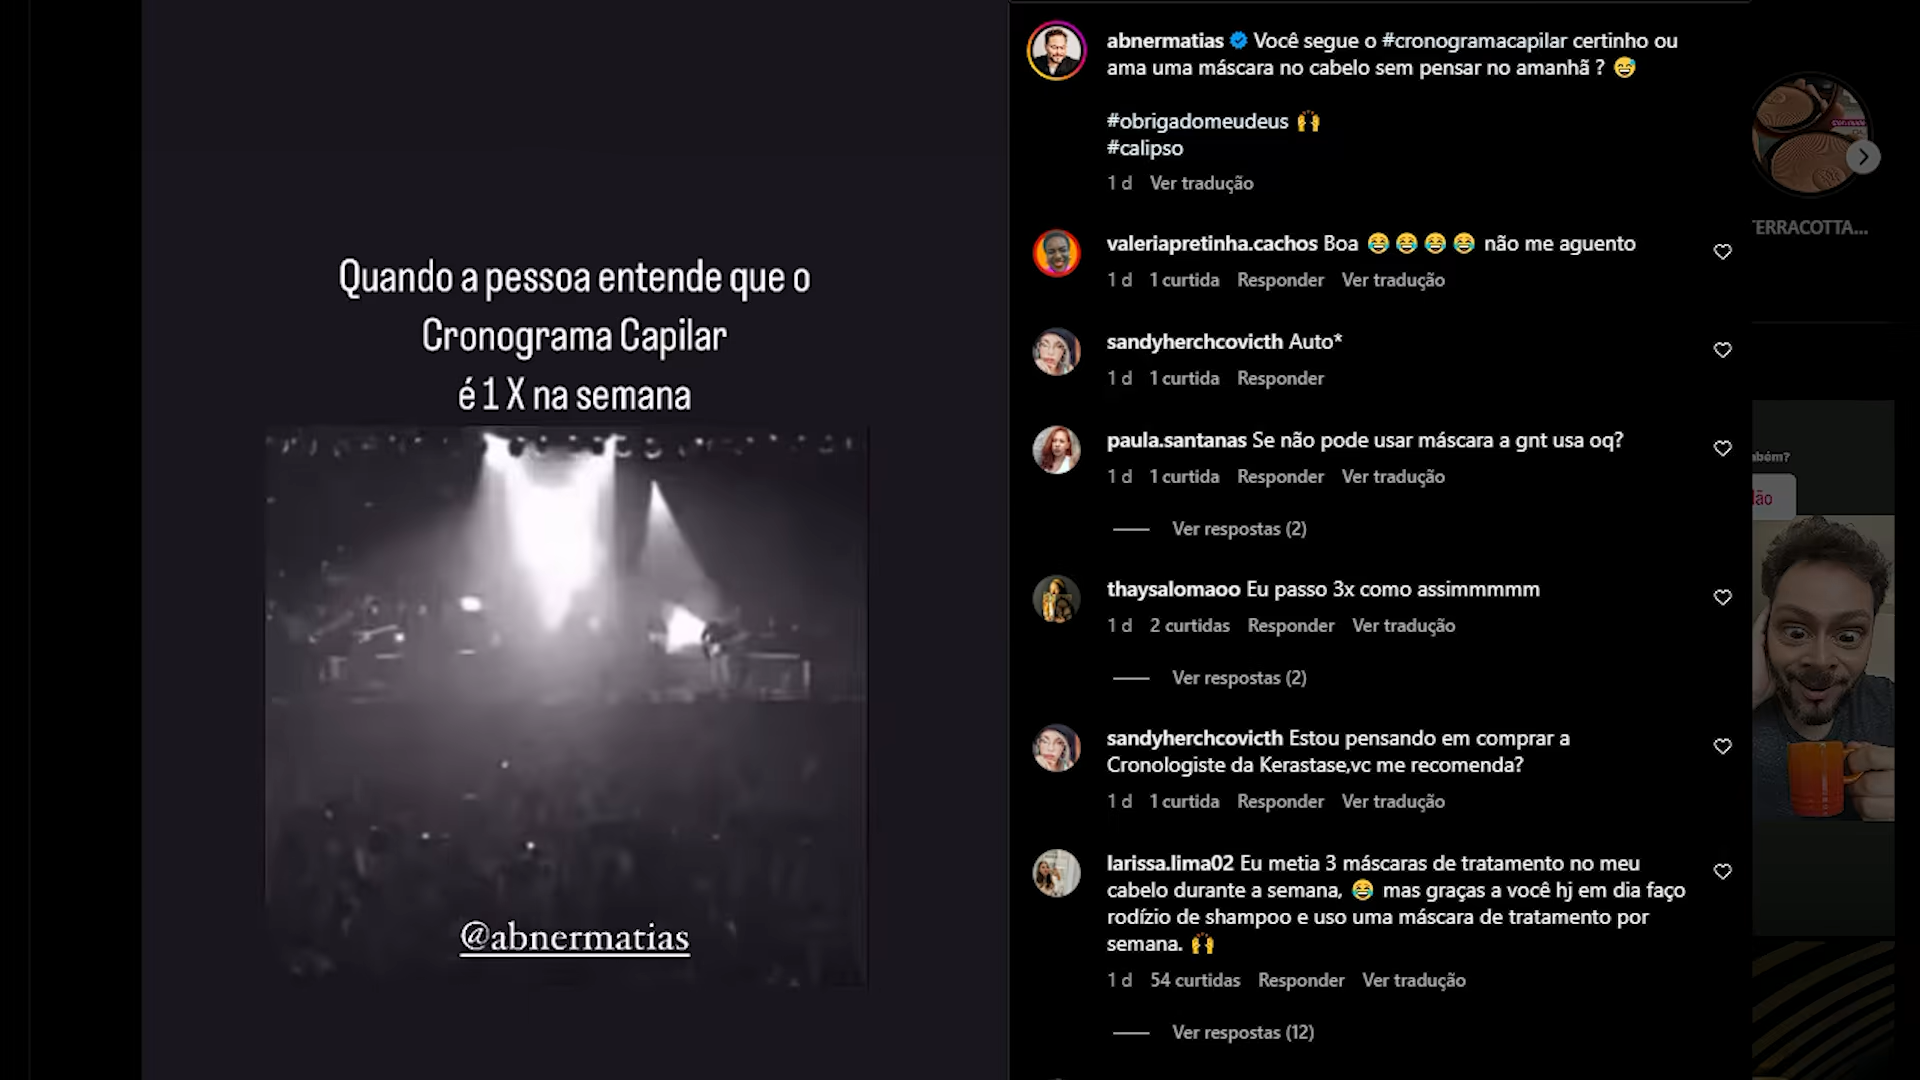 Quando a pessoa entende que o
Cronograma Capilar
é 1 X na semana
@abnermatias
abnermatias Você segue o #cronogramacapilar certinho ou
ama uma máscara no cabelo sem pensar no amanhã ? 😅
#obrigadomeudeus 🙌
#calipso
1 d Ver tradução
valeriapretinha.cachos Boa 😂😂😂😂 não me aguento
1 d 1 curtida Responder Ver tradução
sandyherchcovicth Auto*
1 d 1 curtida Responder
paula.santanas Se não pode usar máscara a gnt usa oq?
1 d 1 curtida Responder Ver tradução
Ver respostas (2)
thaysalomaoo Eu passo 3x como assimmmmm
1 d 2 curtidas Responder Ver tradução
Ver respostas (2)
sandyherchcovicth Estou pensando em comprar a
Cronologiste da Kerastase,vc me recomenda?
1 d 1 curtida Responder Ver tradução
larissa.lima02 Eu metia 3 máscaras de tratamento no meu
cabelo durante a semana, 😂 mas graças a você hj em dia faço
rodízio de shampoo e uso uma máscara de tratamento por
semana. 🙌
1 d 54 curtidas Responder Ver tradução
Ver respostas (12)
TERRACOTTA...